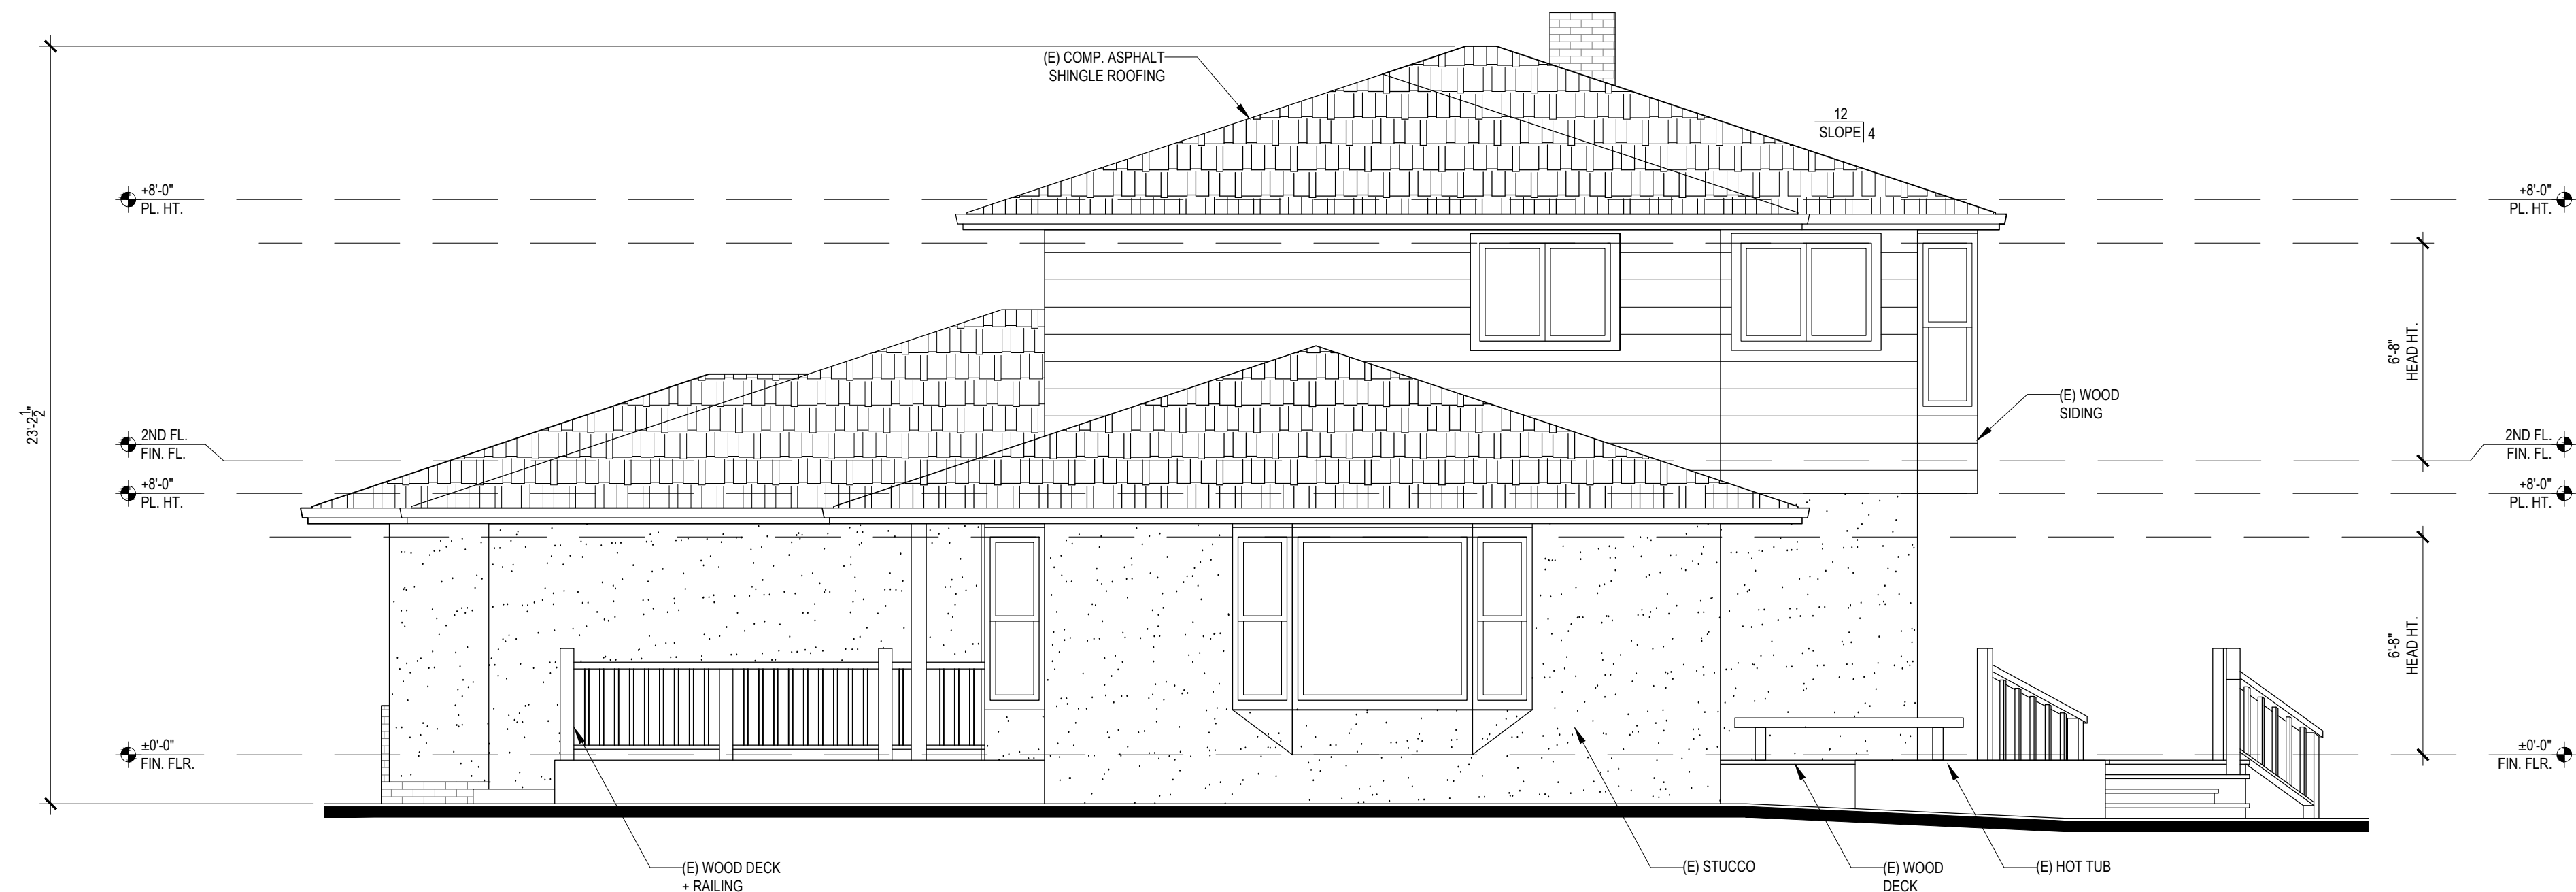 (E) COMP. ASPHALT
SHINGLE ROOFING
12
SLOPE 4
+8'-0"
PL. HT.
+8'-0"
PL. HT.
6'-8"
HEAD HT.
23'-2 1/2"
(E) WOOD
SIDING
2ND FL.
FIN. FL.
2ND FL.
FIN. FL.
+8'-0"
PL. HT.
+8'-0"
PL. HT.
6'-8"
HEAD HT.
±0'-0"
FIN. FLR.
±0'-0"
FIN. FLR.
(E) WOOD DECK
+ RAILING
(E) STUCCO
(E) WOOD
DECK
(E) HOT TUB